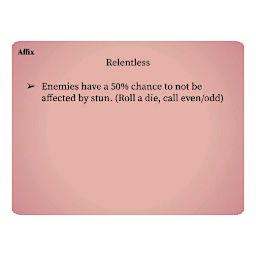 Affix
Relentless
➢ Enemies have a 50% chance to not be
affected by stun. (Roll a die, call even/odd)